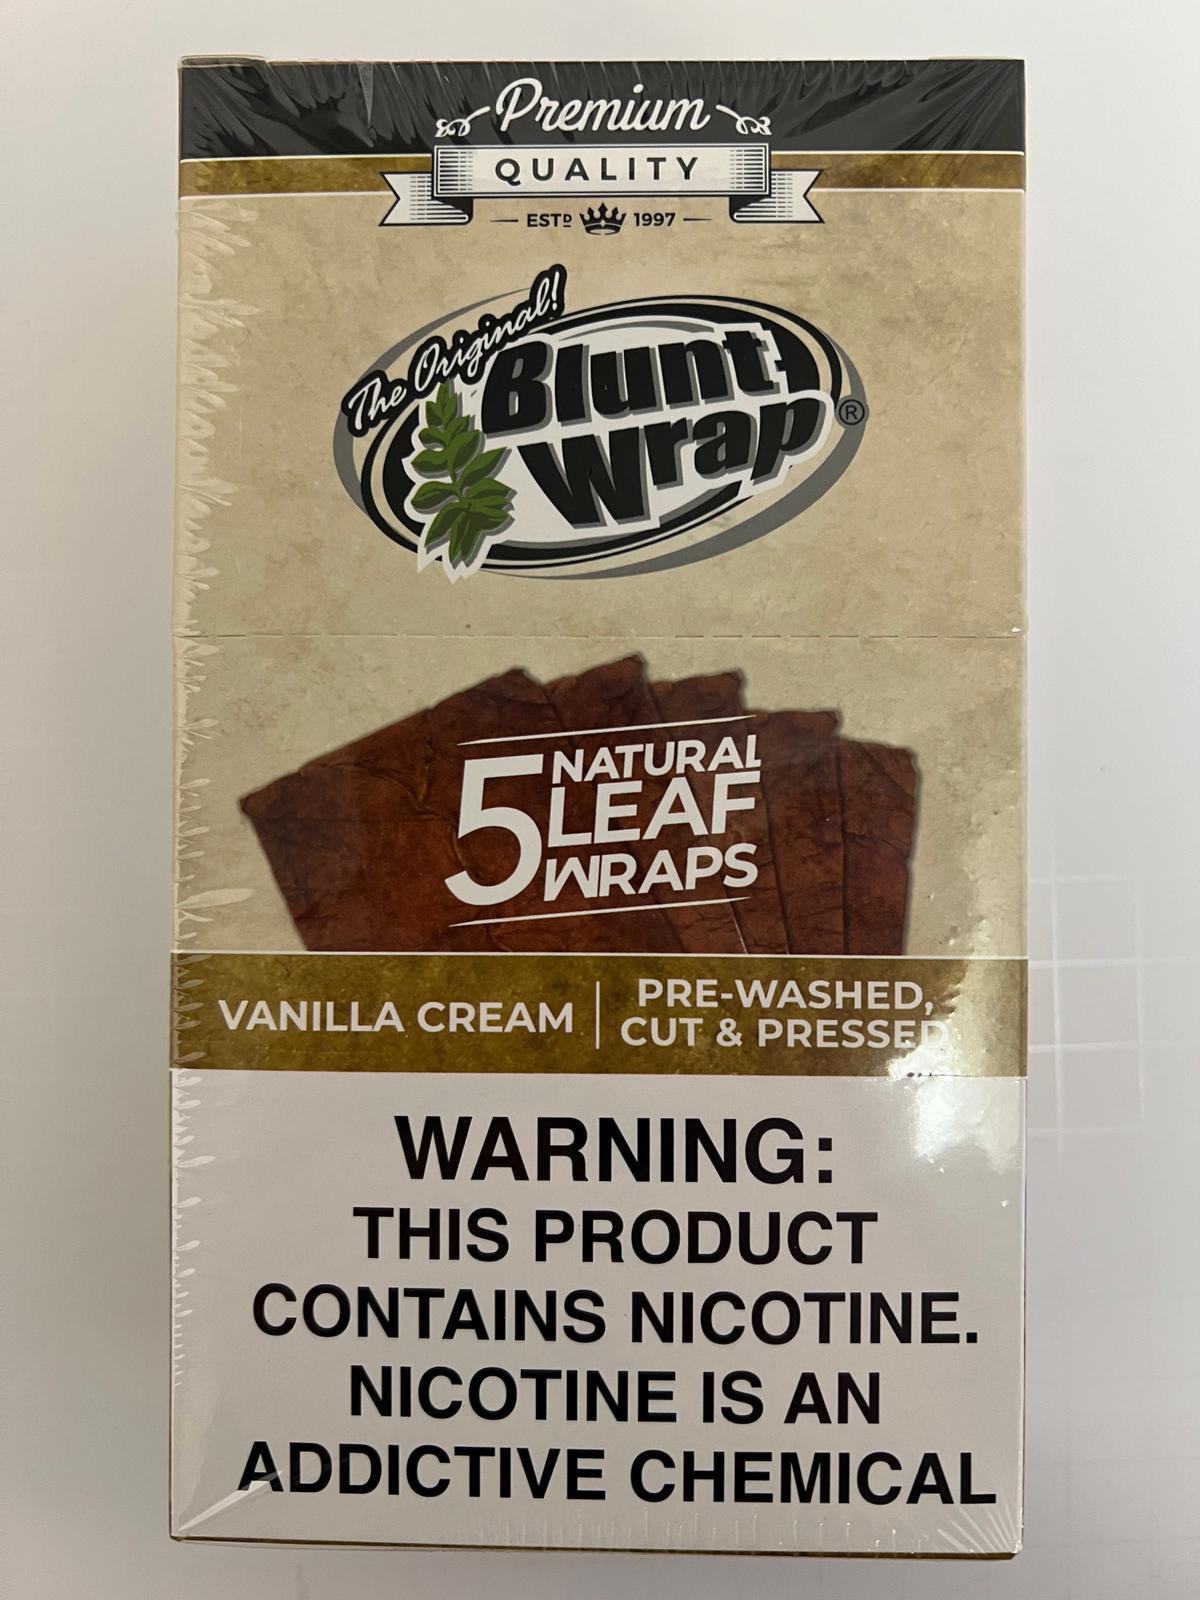 Premium
QUALITY
ESTD 1997
The Original!
Blunt
Wrap®
5 NATURAL
LEAF
WRAPS
VANILLA CREAM
PRE-WASHED,
CUT & PRESSED
WARNING:
THIS PRODUCT
CONTAINS NICOTINE.
NICOTINE IS AN
ADDICTIVE CHEMICAL